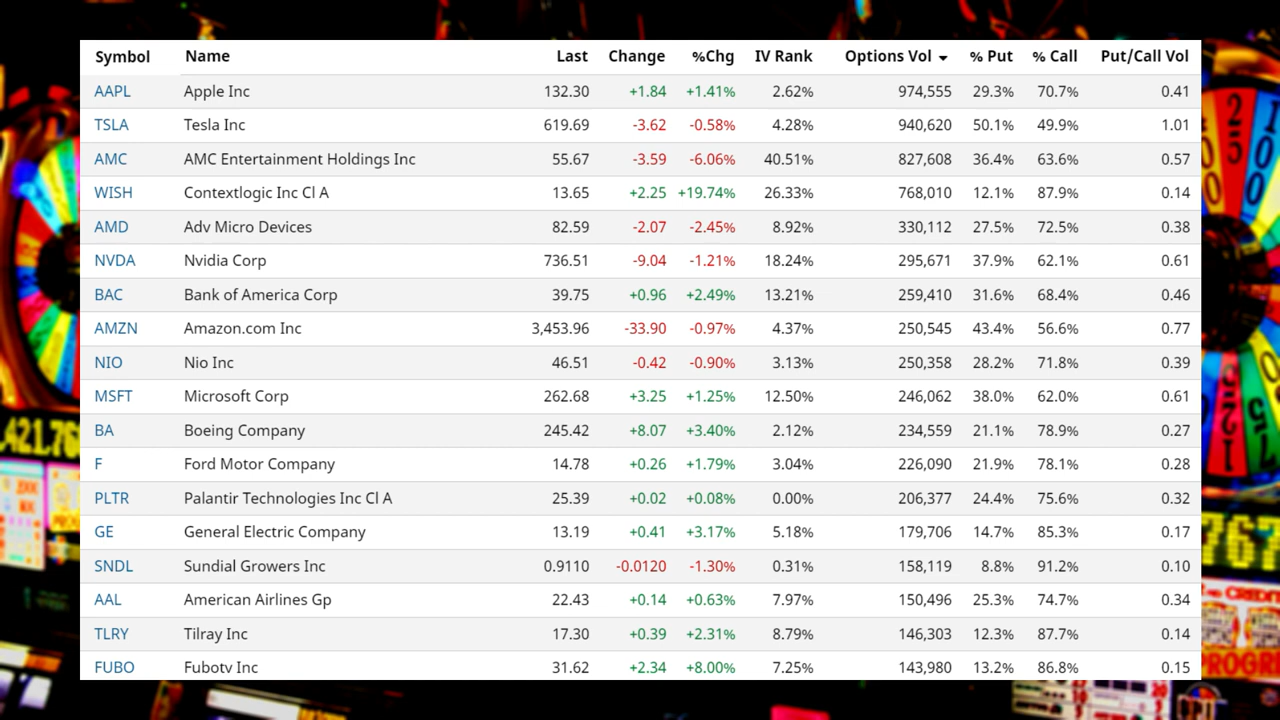 Symbol Name Last Change %Chg IV Rank Options Vol % Put % Call Put/Call Vol
AAPL Apple Inc 132.30 +1.84 +1.41% 2.62% 974,555 29.3% 70.7% 0.41
TSLA Tesla Inc 619.69 -3.62 -0.58% 4.28% 940,620 50.1% 49.9% 1.01
AMC AMC Entertainment Holdings Inc 55.67 -3.59 -6.06% 40.51% 827,608 36.4% 63.6% 0.57
WISH Contextlogic Inc Cl A 13.65 +2.25 +19.74% 26.33% 768,010 12.1% 87.9% 0.14
AMD Adv Micro Devices 82.59 -2.07 -2.45% 8.92% 330,112 27.5% 72.5% 0.38
NVDA Nvidia Corp 736.51 -9.04 -1.21% 18.24% 295,671 37.9% 62.1% 0.61
BAC Bank of America Corp 39.75 +0.96 +2.49% 13.21% 259,410 31.6% 68.4% 0.46
AMZN Amazon.com Inc 3,453.96 -33.90 -0.97% 4.37% 250,545 43.4% 56.6% 0.77
NIO Nio Inc 46.51 -0.42 -0.90% 3.13% 250,358 28.2% 71.8% 0.39
MSFT Microsoft Corp 262.68 +3.25 +1.25% 12.50% 246,062 38.0% 62.0% 0.61
BA Boeing Company 245.42 +8.07 +3.40% 2.12% 234,559 21.1% 78.9% 0.27
F Ford Motor Company 14.78 +0.26 +1.79% 3.04% 226,090 21.9% 78.1% 0.28
PLTR Palantir Technologies Inc Cl A 25.39 +0.02 +0.08% 0.00% 206,377 24.4% 75.6% 0.32
GE General Electric Company 13.19 +0.41 +3.17% 5.18% 179,706 14.7% 85.3% 0.17
SNDL Sundial Growers Inc 0.9110 -0.0120 -1.30% 0.31% 158,119 8.8% 91.2% 0.10
AAL American Airlines Gp 22.43 +0.14 +0.63% 7.97% 150,496 25.3% 74.7% 0.34
TLRY Tilray Inc 17.30 +0.39 +2.31% 8.79% 146,303 12.3% 87.7% 0.14
FUBO Fubotv Inc 31.62 +2.34 +8.00% 7.25% 143,980 13.2% 86.8% 0.15